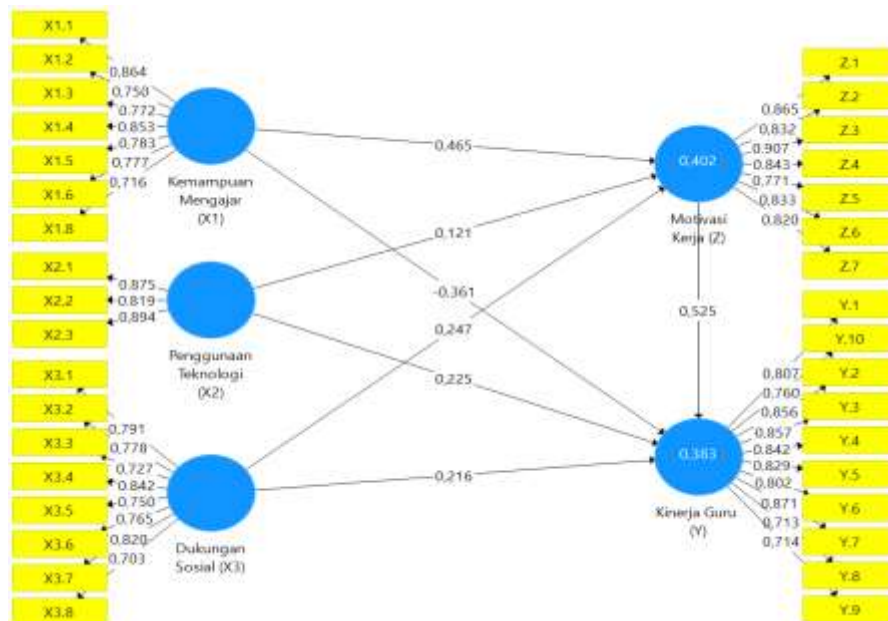 X1.1
X1.2
X1.3
X1.4
X1.5
X1.6
X1.8
0,864
0,750
0,772
0,853
0,783
0,777
0,716
Kemampuan
Mengajar
(X1)
X2.1
X2.2
X2.3
0,875
0,819
0,894
Penggunaan
Teknologi
(X2)
X3.1
X3.2
X3.3
X3.4
X3.5
X3.6
X3.7
X3.8
0,791
0,778
0,727
0,842
0,750
0,765
0,820
0,703
Dukungan
Sosial (X3)
0,465
0,121
-0,361
0,247
0,225
0,216
0,525
0,402
Motivasi
Kerja (Z)
0,865
0,832
0,907
0,843
0,771
0,833
0,820
Z.1
Z.2
Z.3
Z.4
Z.5
Z.6
Z.7
0,383
Kinerja Guru
(Y)
0,807
0,760
0,856
0,857
0,842
0,829
0,802
0,871
0,713
0,714
Y.1
Y.10
Y.2
Y.3
Y.4
Y.5
Y.6
Y.7
Y.8
Y.9